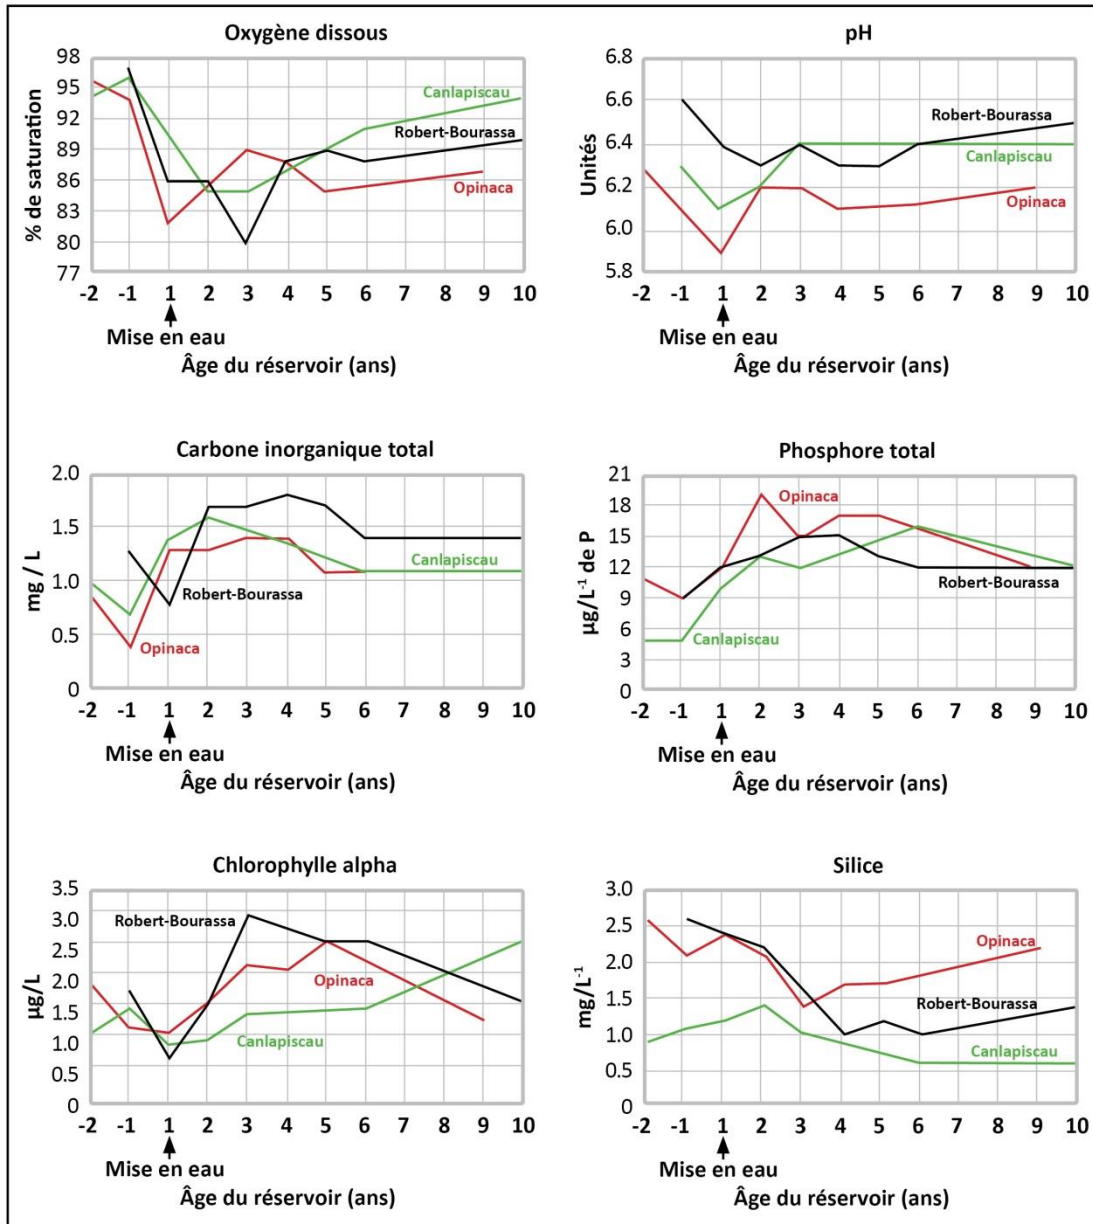 Oxygène dissous
% de saturation
98
95
92
89
86
83
80
77
Canlapiscau
Robert-Bourassa
Opinaca
-2 -1 1 2 3 4 5 6 7 8 9 10
Mise en eau
Âge du réservoir (ans)
pH
Unités
6.6
6.4
6.2
6.0
5.8
Robert-Bourassa
Canlapiscau
Opinaca
-2 -1 1 2 3 4 5 6 7 8 9 10
Mise en eau
Âge du réservoir (ans)
Carbone inorganique total
mg / L
2.0
1.5
1.0
0.5
0
Canlapiscau
Robert-Bourassa
Opinaca
-2 -1 1 2 3 4 5 6 7 8 9 10
Mise en eau
Âge du réservoir (ans)
Phosphore total
µg/L-1 de P
21
18
15
12
9
6
3
0
Opinaca
Robert-Bourassa
Canlapiscau
-2 -1 1 2 3 4 5 6 7 8 9 10
Mise en eau
Âge du réservoir (ans)
Chlorophylle alpha
µg/L
3.5
3.0
2.5
2.0
1.5
1.0
0.5
0
Robert-Bourassa
Opinaca
Canlapiscau
-2 -1 1 2 3 4 5 6 7 8 9 10
Mise en eau
Âge du réservoir (ans)
Silice
mg/L-1
3.0
2.5
2.0
1.5
1.0
0.5
0
Opinaca
Robert-Bourassa
Canlapiscau
-2 -1 1 2 3 4 5 6 7 8 9 10
Mise en eau
Âge du réservoir (ans)